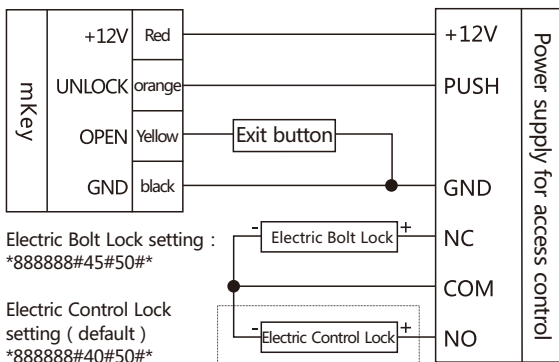 mKey
+12V Red
UNLOCK orange
OPEN Yellow
GND black
Exit button
+12V
PUSH
GND
NC
COM
NO
Power supply for access control
- Electric Bolt Lock +
- Electric Control Lock +
Electric Bolt Lock setting :
*888888#45#50#*
Electric Control Lock
setting ( default )
*888888#40#50#*